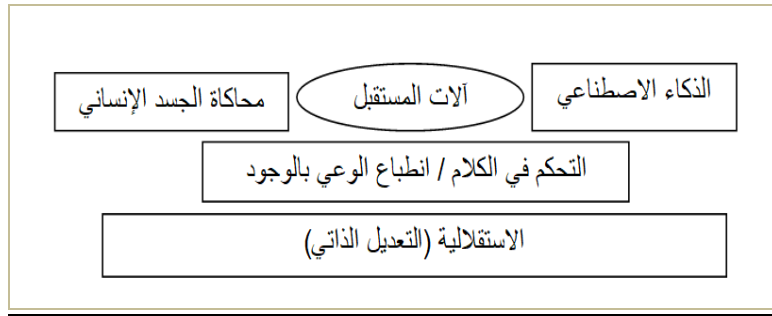 الذكاء الاصطناعي
آلات المستقبل
محاكاة الجسد الإنساني
التحكم في الكلام / انطباع الوعي بالوجود
الاستقلالية (التعديل الذاتي)